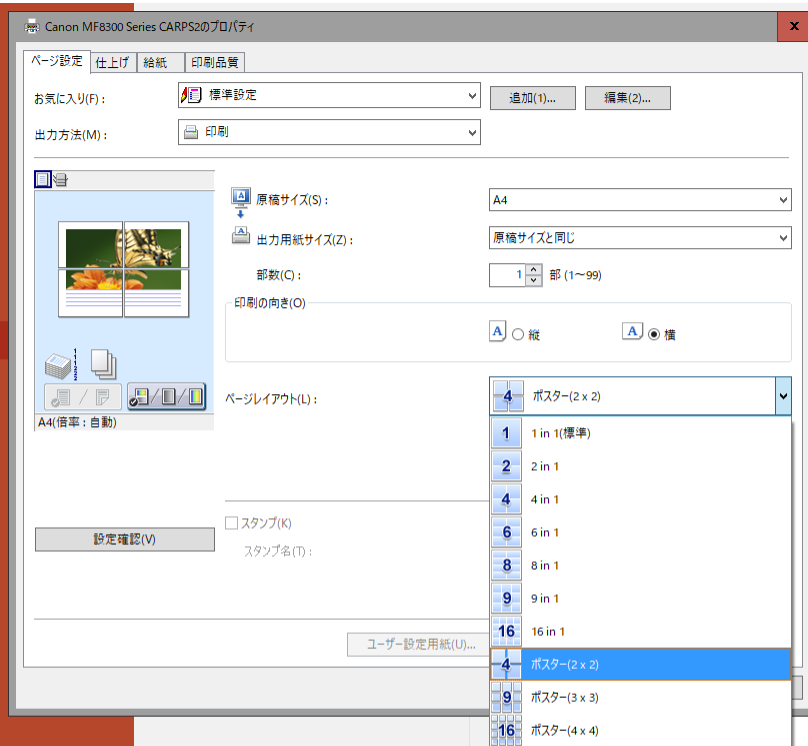 Canon MF8300 Series CARPS2のプロパティ
ページ設定 仕上げ 給紙 印刷品質
お気に入り(F) : 標準設定 追加(1)... 編集(2)...
出力方法(M) : 印刷
原稿サイズ(S) : A4
出力用紙サイズ(Z) : 原稿サイズと同じ
部数(C) : 1 部 (1～99)
印刷の向き(O)
A 縦 A 横
A4(倍率 : 自動)
ページレイアウト(L) : 4 ポスター(2 x 2)
1 1 in 1(標準)
2 2 in 1
4 4 in 1
6 6 in 1
8 8 in 1
9 9 in 1
16 16 in 1
4 ポスター(2 x 2)
9 ポスター(3 x 3)
16 ポスター(4 x 4)
スタンプ(K)
スタンプ名(T) :
設定確認(V)
ユーザー設定用紙(U)...